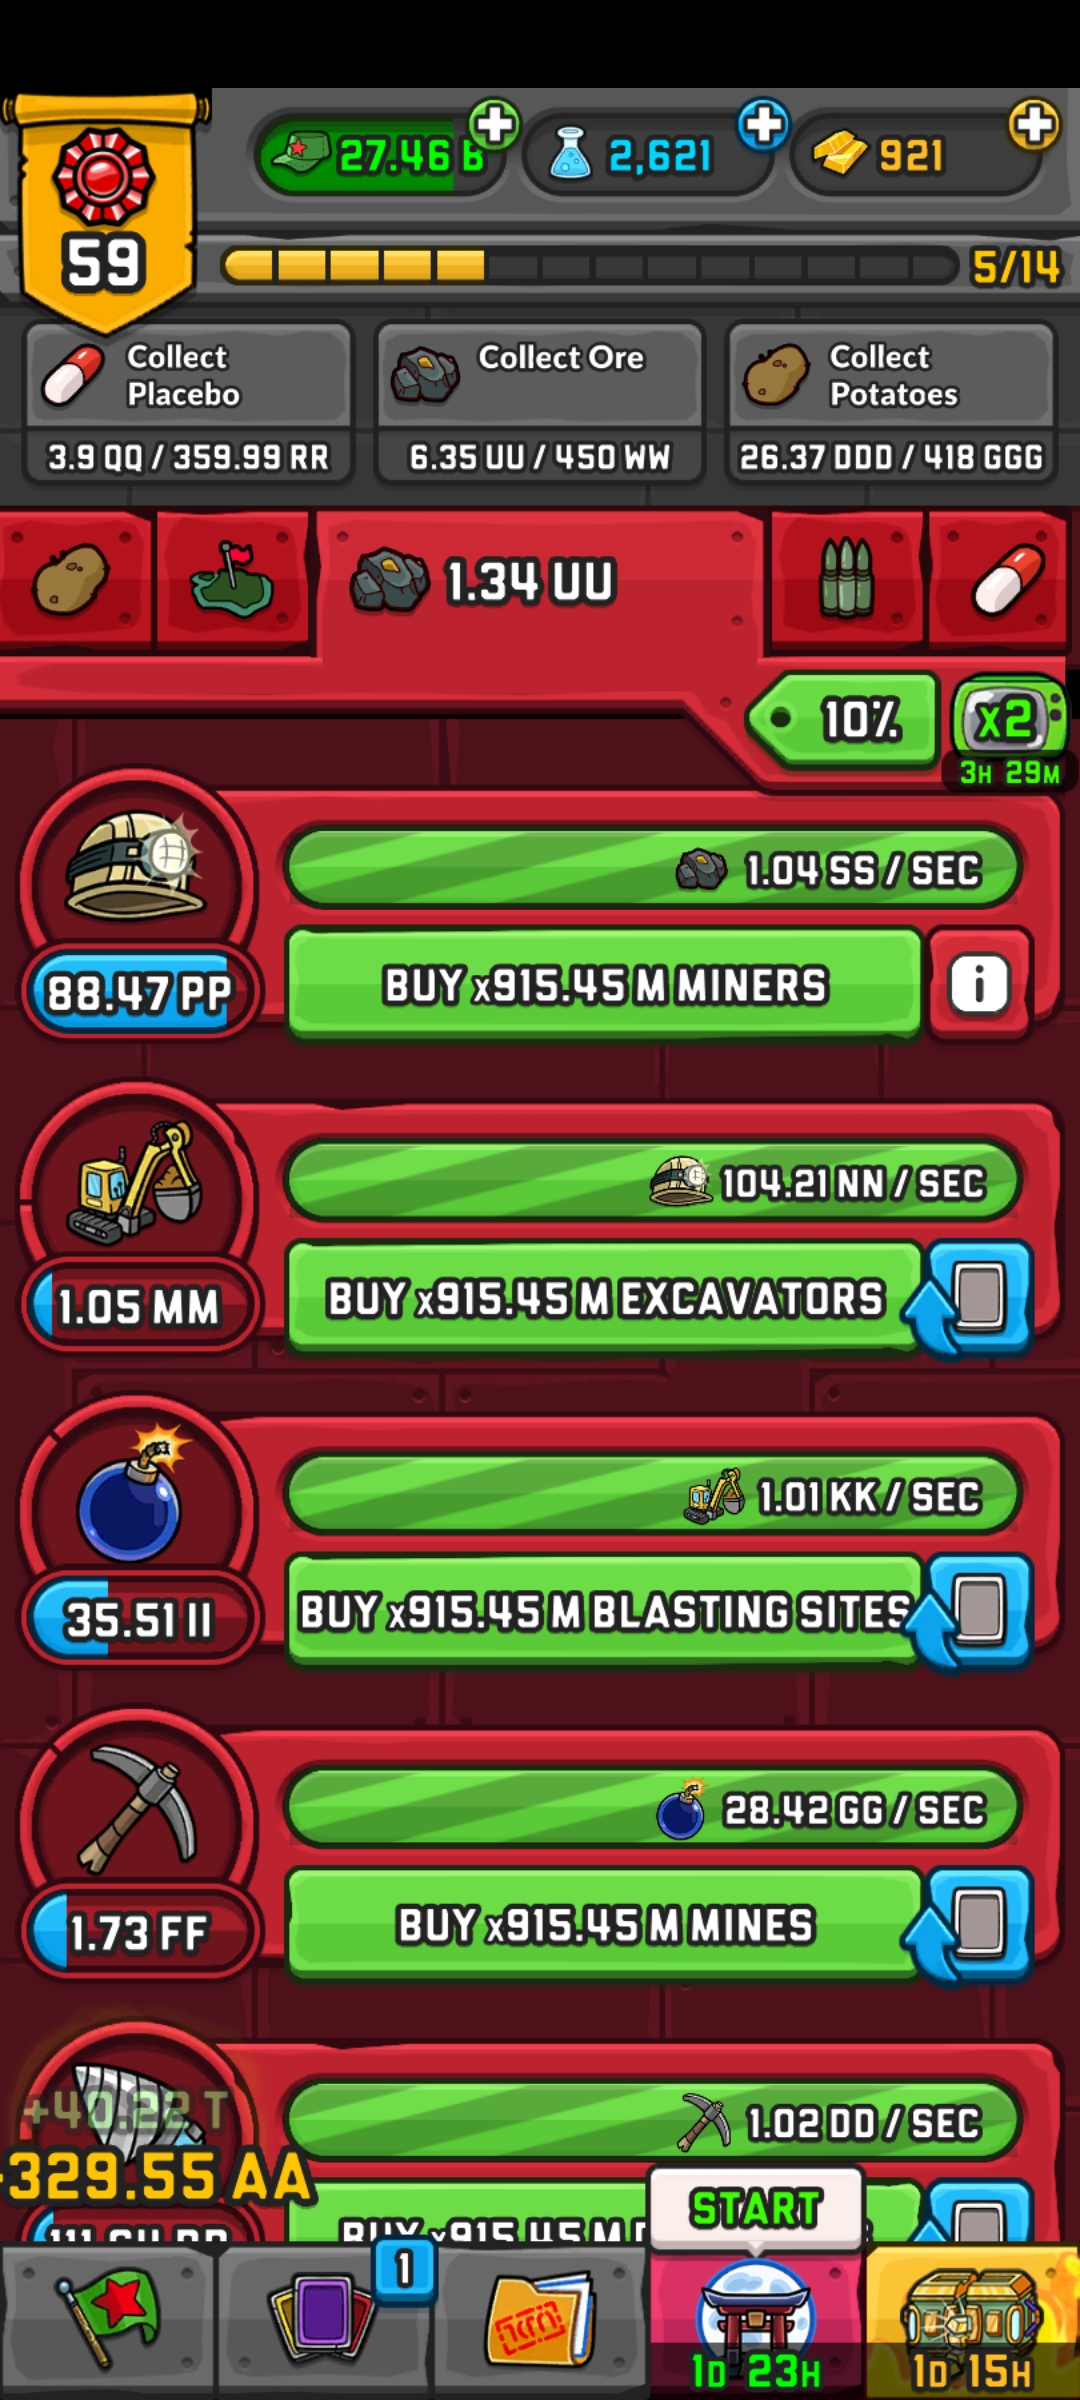 59
27.46 B
2,621
921
5/14
Collect
Placebo
3.9 QQ / 359.99 RR
Collect Ore
6.35 UU / 450 WW
Collect
Potatoes
26.37 DDD / 418 GGG
1.34 UU
10%
x2
3H 29M
1.04 SS / SEC
88.47 PP
BUY x915.45 M MINERS
i
104.21 NN / SEC
1.05 MM
BUY x915.45 M EXCAVATORS
1.01 KK / SEC
35.51 II
BUY x915.45 M BLASTING SITES
28.42 GG / SEC
1.73 FF
BUY x915.45 M MINES
+40.22 T
1.02 DD / SEC
329.55 AA
BUY x915.45 M
START
1
1D 23H
1D 15H